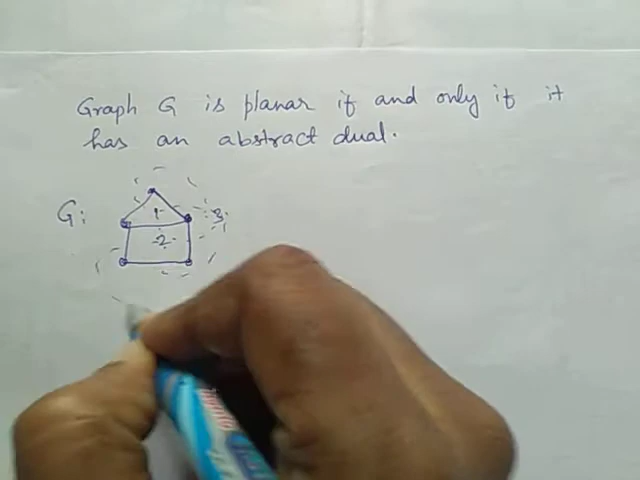 Graph G is planar if and only if it
has an abstract dual.
G:
1
2
3